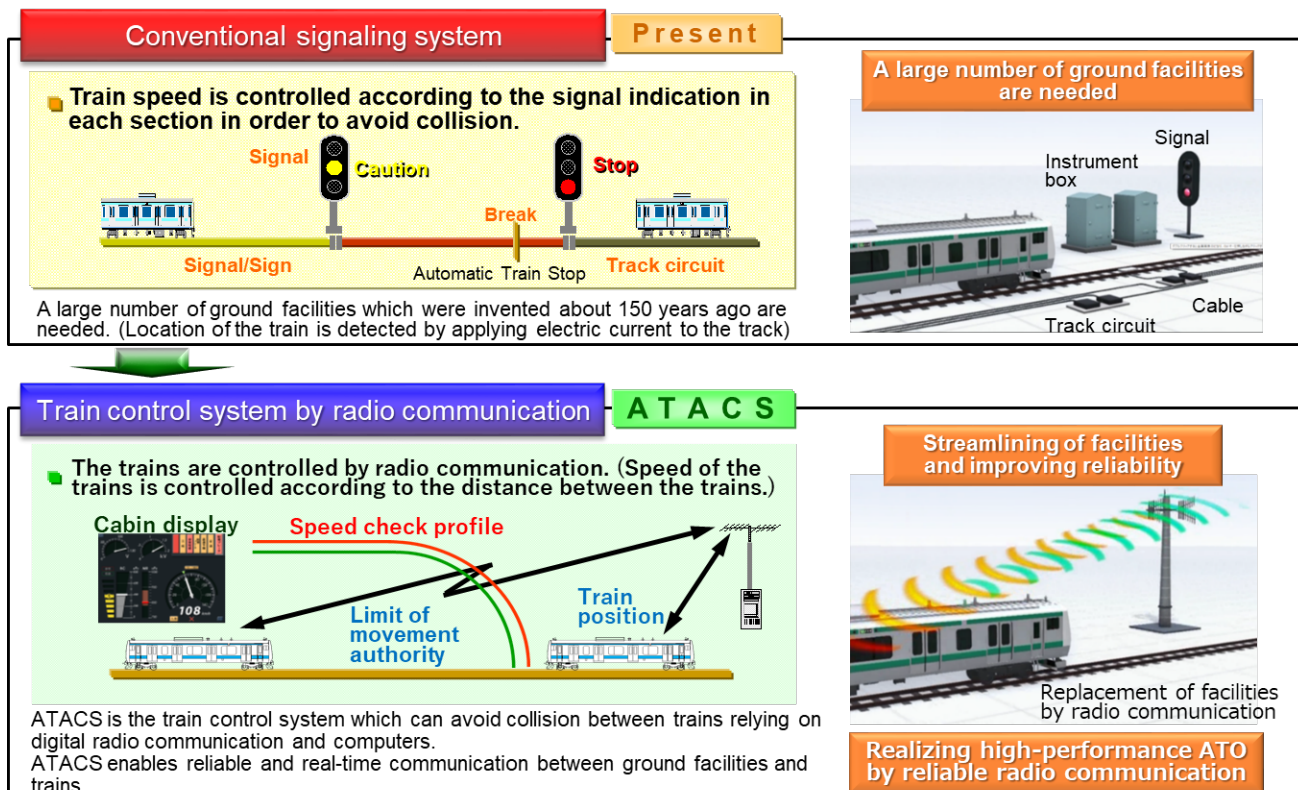 Conventional signaling system
Present
Train speed is controlled according to the signal indication in
each section in order to avoid collision.
Signal
Caution
Stop
Break
Signal/Sign
Automatic Train Stop
Track circuit
A large number of ground facilities which were invented about 150 years ago are
needed. (Location of the train is detected by applying electric current to the track)
A large number of ground facilities
are needed
Signal
Instrument
box
Cable
Track circuit
Train control system by radio communication
ATACS
The trains are controlled by radio communication. (Speed of the
trains is controlled according to the distance between the trains.)
Cabin display
Speed check profile
108
Limit of
movement
authority
Train
position
ATACS is the train control system which can avoid collision between trains relying on
digital radio communication and computers.
ATACS enables reliable and real-time communication between ground facilities and
trains
Streamlining of facilities
and improving reliability
Replacement of facilities
by radio communication
Realizing high-performance ATO
by reliable radio communication